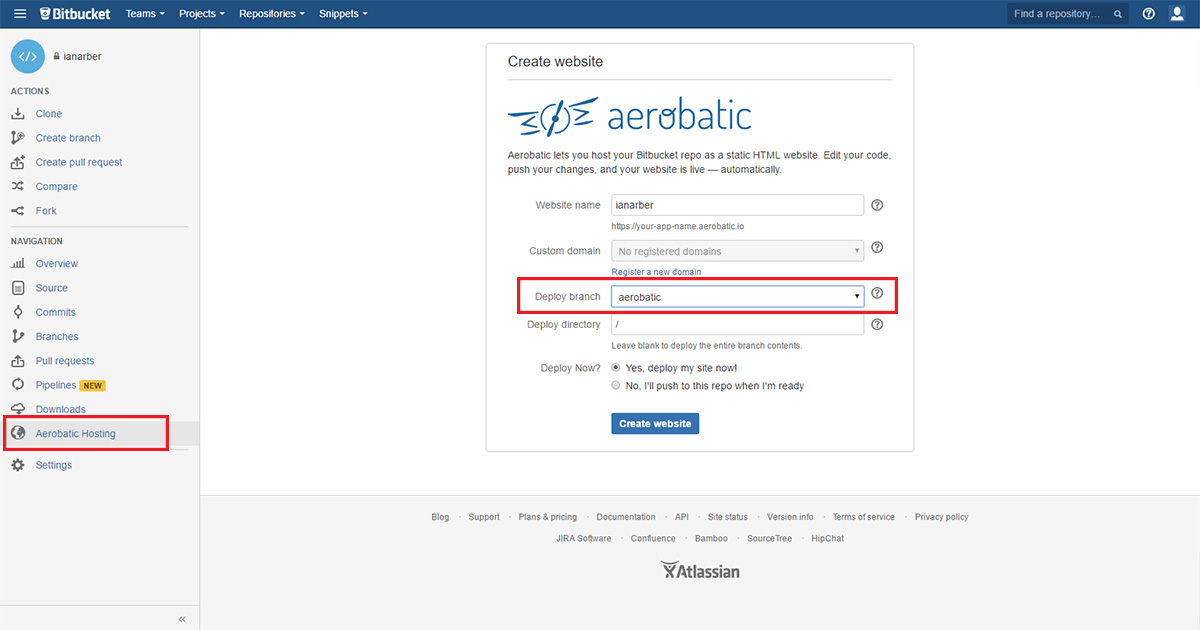 Bitbucket Teams Projects Repositories Snippets Find a repository...
ianarber
ACTIONS
Clone
Create branch
Create pull request
Compare
Fork
NAVIGATION
Overview
Source
Commits
Branches
Pull requests
Pipelines NEW
Downloads
Aerobatic Hosting
Settings
Create website
aerobatic
Aerobatic lets you host your Bitbucket repo as a static HTML website. Edit your code,
push your changes, and your website is live — automatically.
Website name ianarber
https://your-app-name.aerobatic.io
Custom domain No registered domains
Register a new domain
Deploy branch aerobatic
Deploy directory /
Leave blank to deploy the entire branch contents.
Deploy Now? Yes, deploy my site now!
No, I'll push to this repo when I'm ready
Create website
Blog · Support · Plans & pricing · Documentation · API · Site status · Version info · Terms of service · Privacy policy
JIRA Software · Confluence · Bamboo · SourceTree · HipChat
Atlassian
«